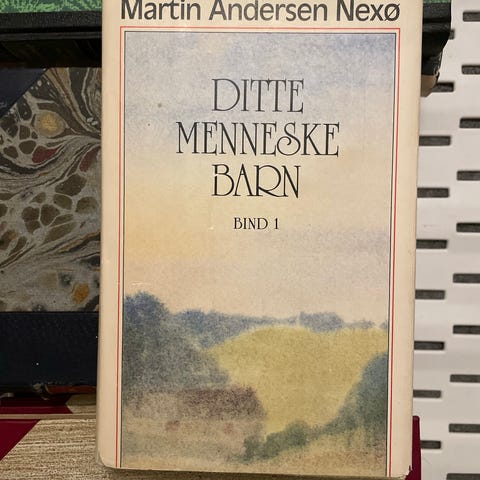 Martin Andersen Nexø
DITTE
MENNESKE
BARN
BIND 1